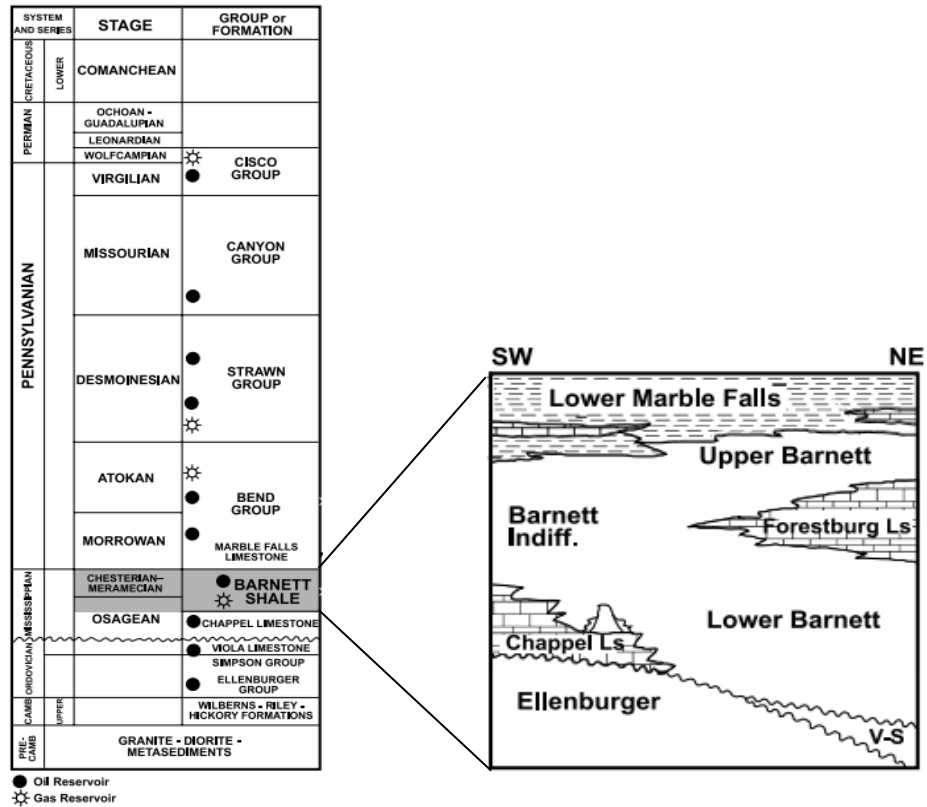 SYSTEM
AND SERIES
STAGE
GROUP or
FORMATION
CRETACEOUS
LOWER
COMANCHEAN
PERMIAN
OCHOAN -
GUADALUPIAN
LEONARDIAN
WOLFCAMPIAN
CISCO
GROUP
PENNSYLVANIAN
VIRGILIAN
MISSOURIAN
CANYON
GROUP
DESMOINESIAN
STRAWN
GROUP
ATOKAN
BEND
GROUP
MORROWAN
MARBLE FALLS
LIMESTONE
MISSISSIPPIAN
CHESTERIAN–
MERAMECIAN
BARNETT
SHALE
OSAGEAN
CHAPPEL LIMESTONE
ORDOVICIAN
VIOLA LIMESTONE
SIMPSON GROUP
ELLENBURGER
GROUP
CAMB
UPPER
WILBERNS - RILEY -
HICKORY FORMATIONS
PRE-
CAMB
GRANITE - DIORITE -
METASEDIMENTS
Oil Reservoir
Gas Reservoir
SW
NE
Lower Marble Falls
Upper Barnett
Barnett
Indiff.
Forestburg Ls
Lower Barnett
Chappel Ls
Ellenburger
V-S